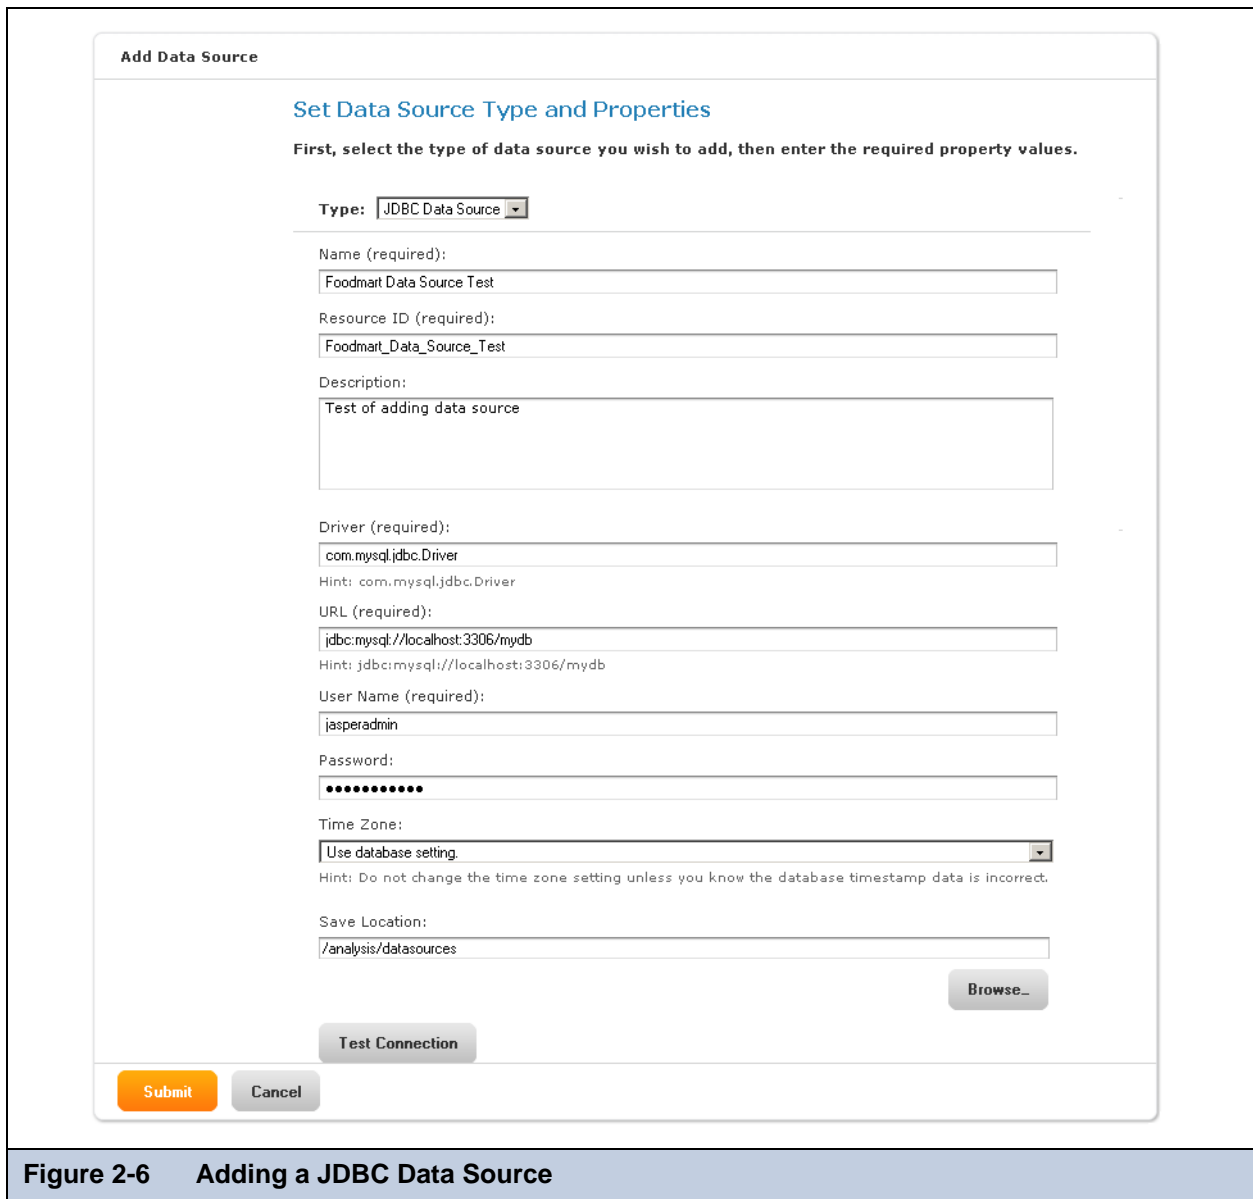 Add Data Source
Set Data Source Type and Properties
First, select the type of data source you wish to add, then enter the required property values.
Type: JDBC Data Source
Name (required):
Foodmart Data Source Test
Resource ID (required):
Foodmart_Data_Source_Test
Description:
Test of adding data source
Driver (required):
com.mysql.jdbc.Driver
Hint: com.mysql.jdbc.Driver
URL (required):
jdbc:mysql://localhost:3306/mydb
Hint: jdbc:mysql://localhost:3306/mydb
User Name (required):
jasperadmin
Password:
•••••••••••
Time Zone:
Use database setting.
Hint: Do not change the time zone setting unless you know the database timestamp data is incorrect.
Save Location:
/analysis/datasources
Browse...
Test Connection
Submit Cancel
Figure 2-6 Adding a JDBC Data Source